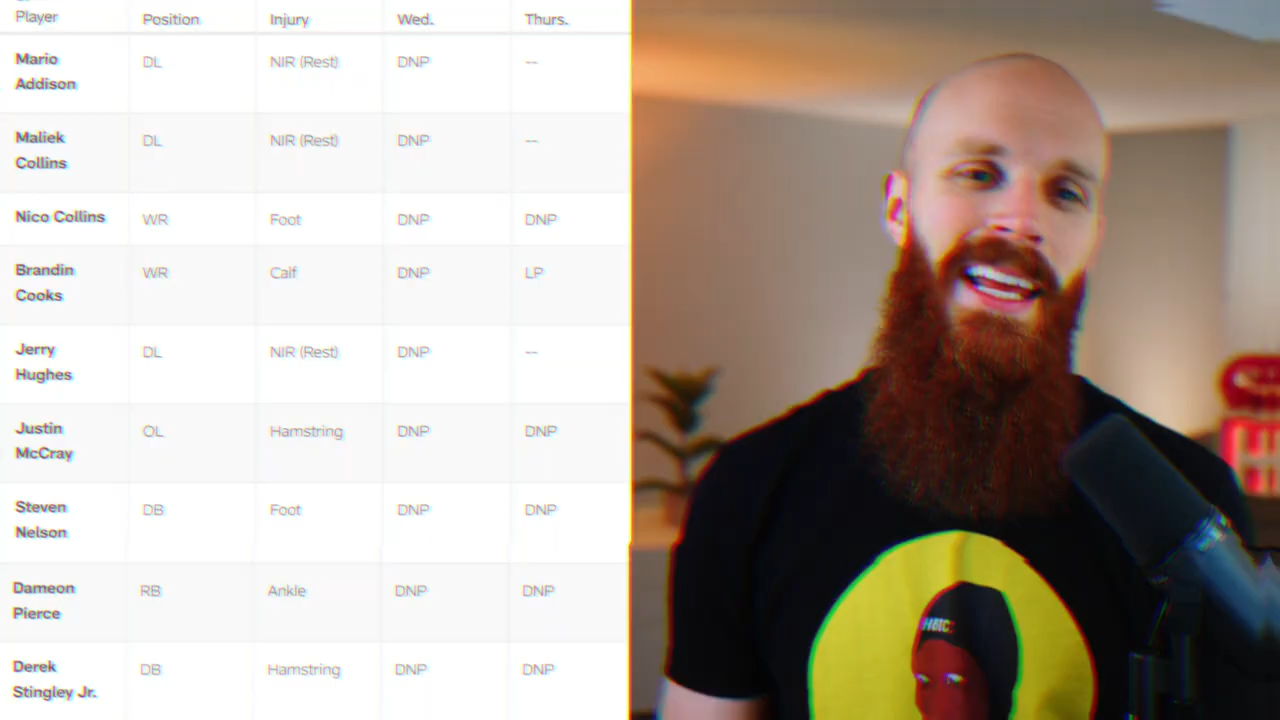 Player Position Injury Wed. Thurs.
Mario Addison DL NIR (Rest) DNP --
Maliek Collins DL NIR (Rest) DNP --
Nico Collins WR Foot DNP DNP
Brandin Cooks WR Calf DNP LP
Jerry Hughes DL NIR (Rest) DNP --
Justin McCray OL Hamstring DNP DNP
Steven Nelson DB Foot DNP DNP
Dameon Pierce RB Ankle DNP DNP
Derek Stingley Jr. DB Hamstring DNP DNP